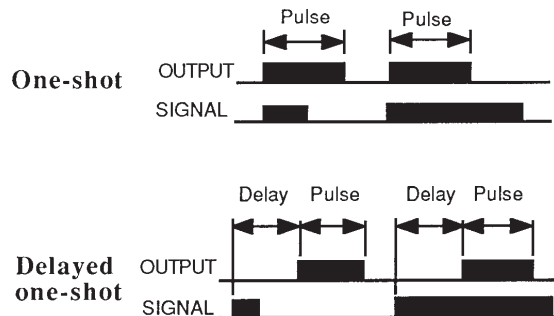 Pulse Pulse
One-shot
OUTPUT
SIGNAL
Delay Pulse Delay Pulse
Delayed
one-shot
OUTPUT
SIGNAL